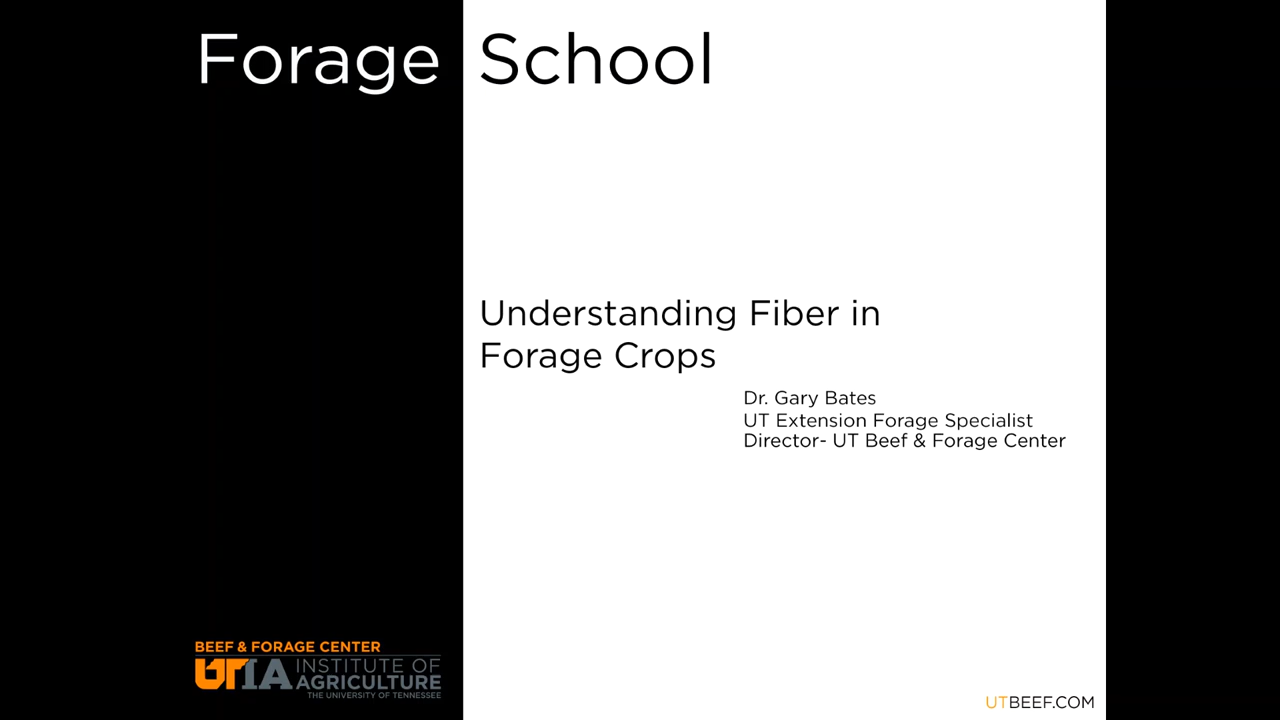 Forage School
Understanding Fiber in
Forage Crops
Dr. Gary Bates
UT Extension Forage Specialist
Director- UT Beef & Forage Center
BEEF & FORAGE CENTER
UTIA INSTITUTE OF
AGRICULTURE
THE UNIVERSITY OF TENNESSEE
UTBEEF.COM